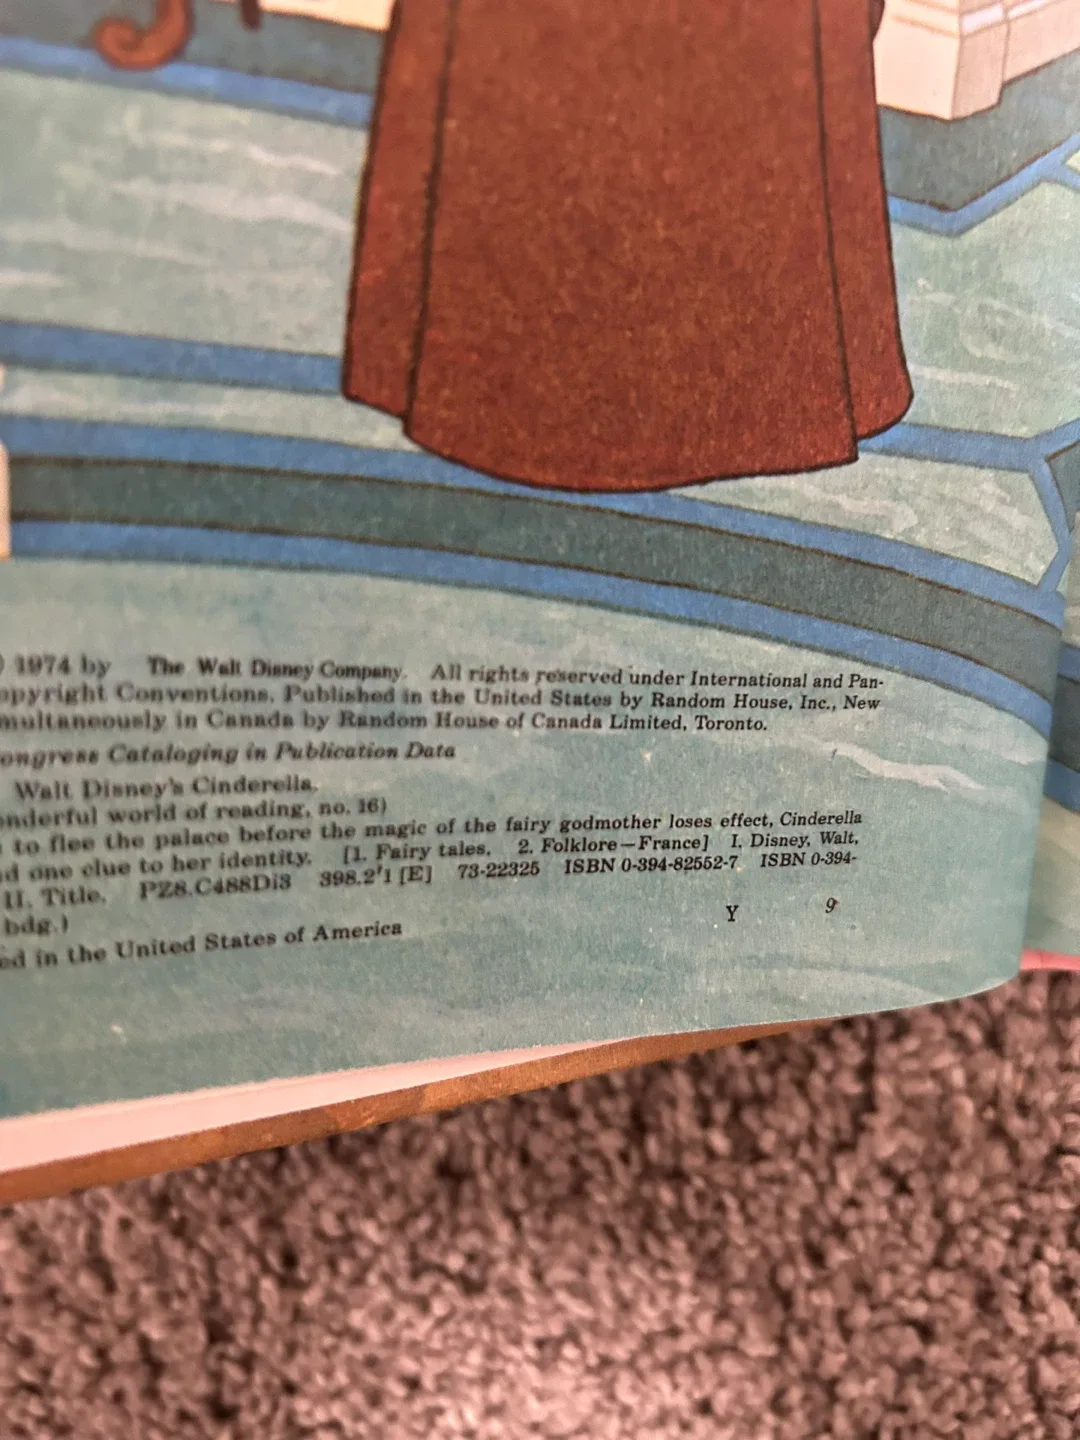 1974 by The Walt Disney Company. All rights reserved under International and Pan-
opyright Conventions. Published in the United States by Random House, Inc., New
multaneously in Canada by Random House of Canada Limited, Toronto.
ongress Cataloging in Publication Data
Walt Disney's Cinderella.
onderful world of reading, no. 16)
to flee the palace before the magic of the fairy godmother loses effect, Cinderella
d one clue to her identity. [1. Fairy tales. 2. Folklore—France] I. Disney, Walt,
II. Title. PZ8.C488Di3 398.2'1 [E] 73-22325 ISBN 0-394-82552-7 ISBN 0-394-
bdg.)
ed in the United States of America
Y 9